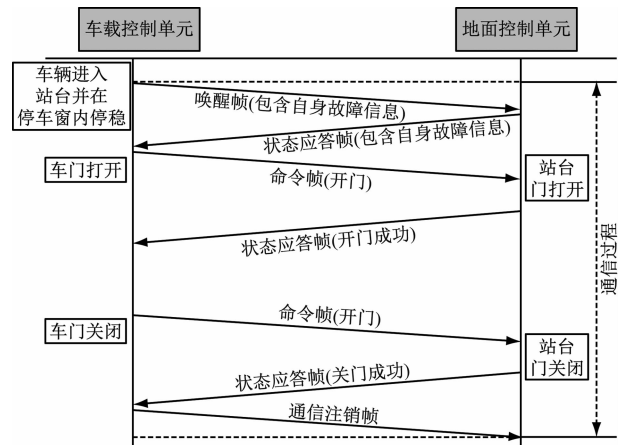 车载控制单元
地面控制单元
车辆进入
站台并在
停车窗内停稳
唤醒帧(包含自身故障信息)
状态应答帧(包含自身故障信息)
车门打开
命令帧(开门)
站台
门打开
状态应答帧(开门成功)
通信过程
命令帧(开门)
车门关闭
站台
门关闭
状态应答帧(关门成功)
通信注销帧